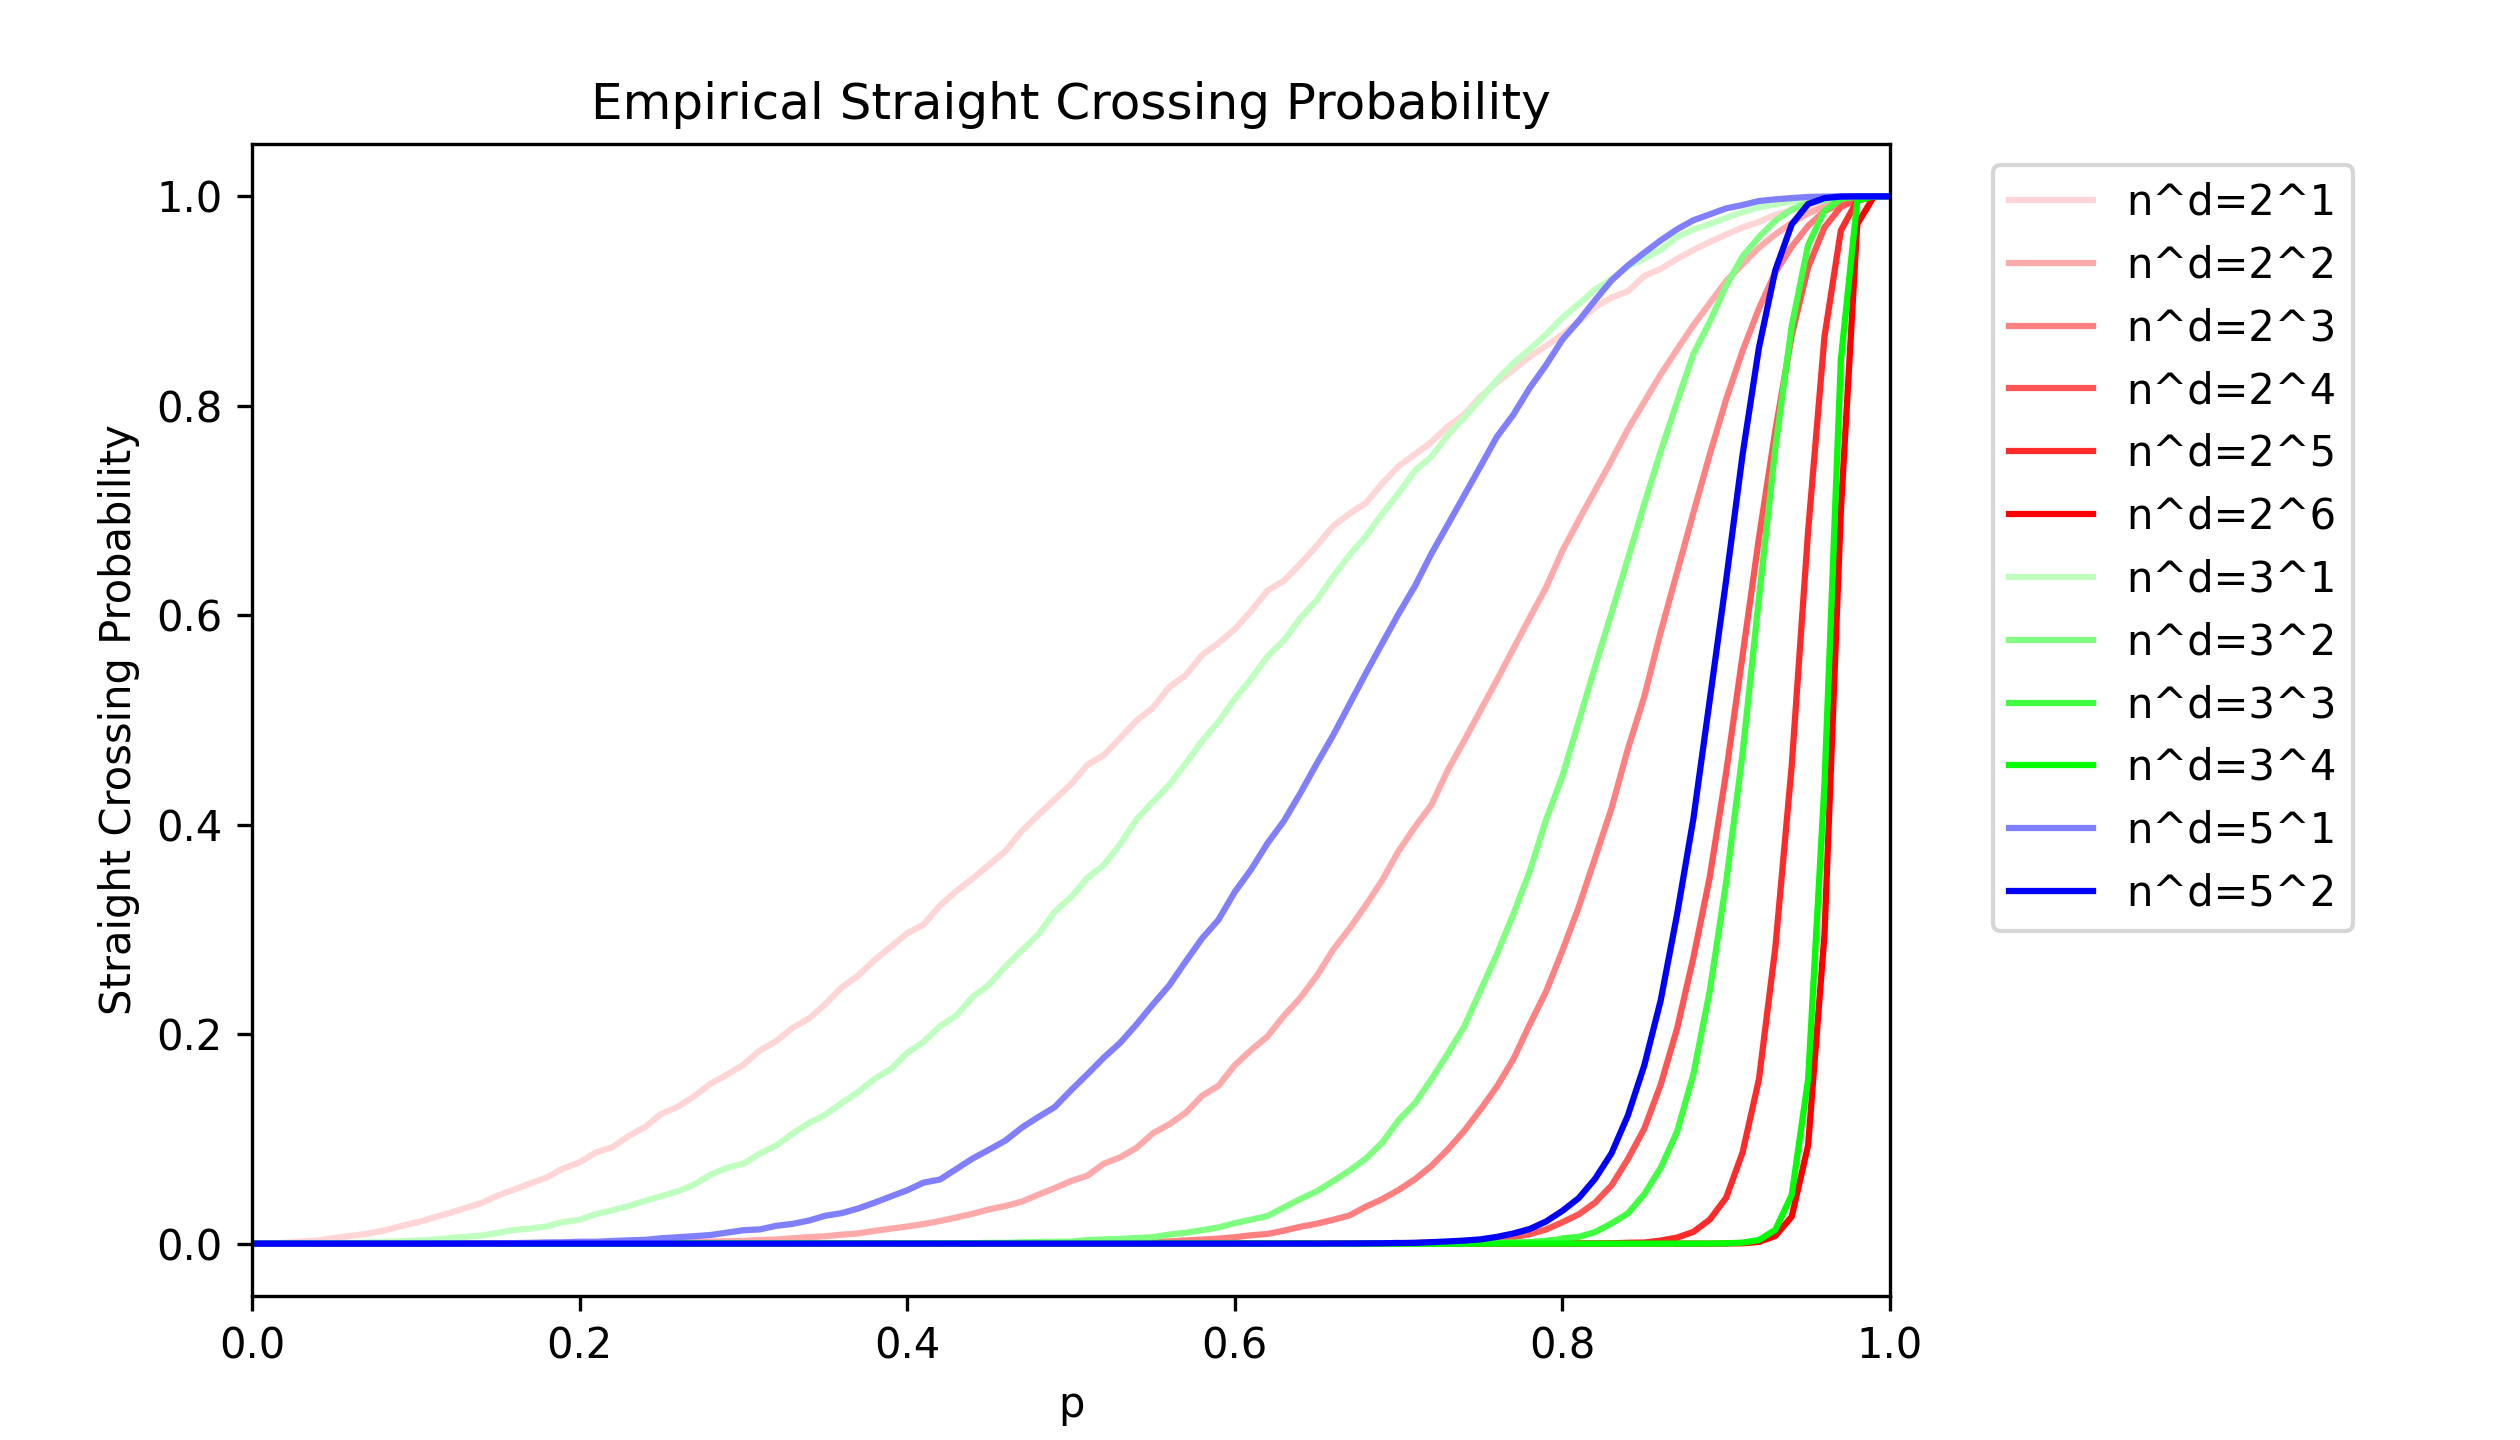 Empirical Straight Crossing Probability
Straight Crossing Probability
1.0
0.8
0.6
0.4
0.2
0.0
0.0 0.2 0.4 0.6 0.8 1.0
p
n^d=2^1
n^d=2^2
n^d=2^3
n^d=2^4
n^d=2^5
n^d=2^6
n^d=3^1
n^d=3^2
n^d=3^3
n^d=3^4
n^d=5^1
n^d=5^2